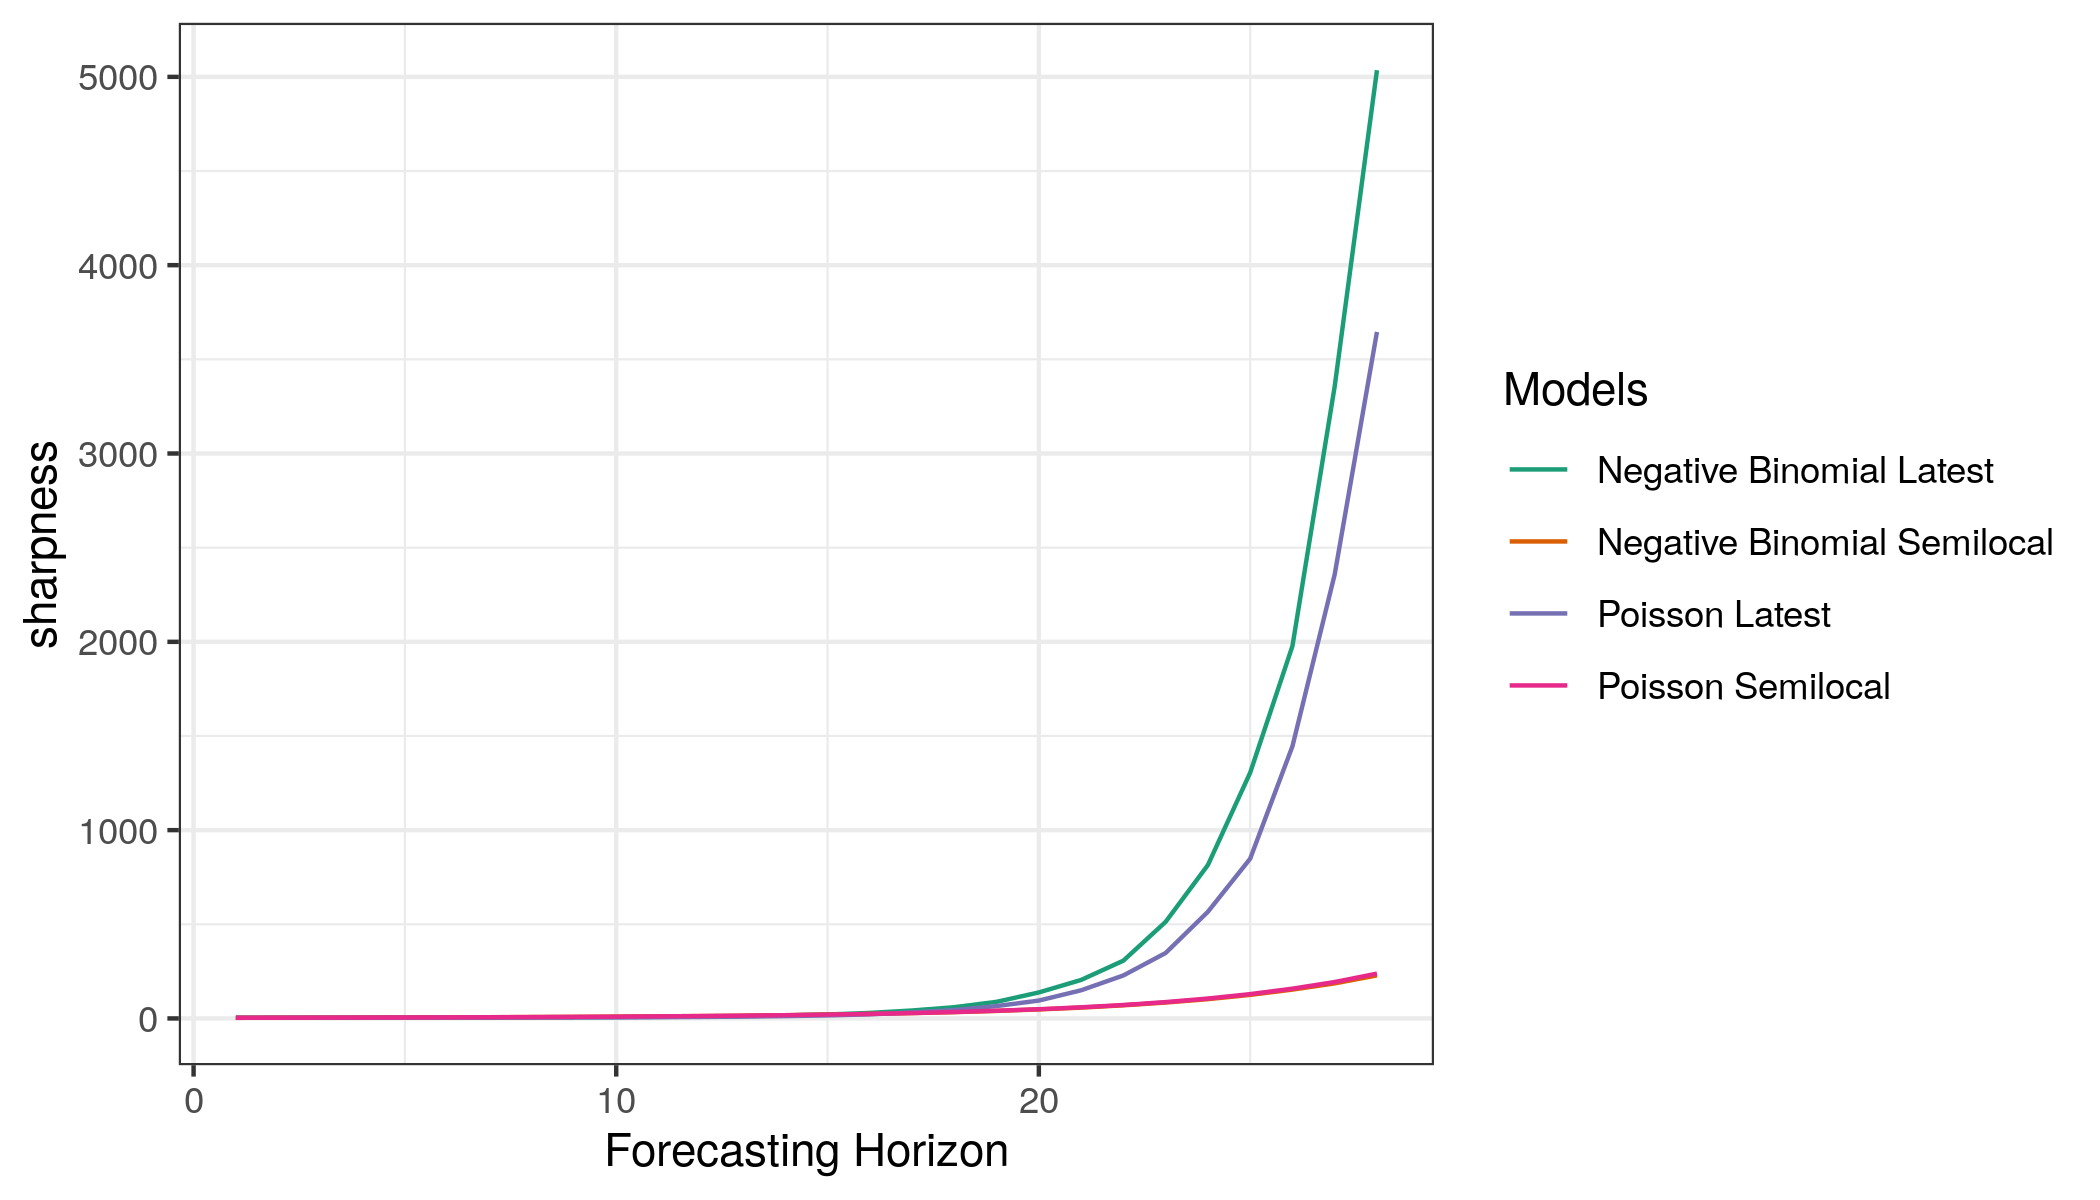 5000
4000
3000
2000
1000
0
sharpness
0 10 20
Forecasting Horizon
Models
Negative Binomial Latest
Negative Binomial Semilocal
Poisson Latest
Poisson Semilocal